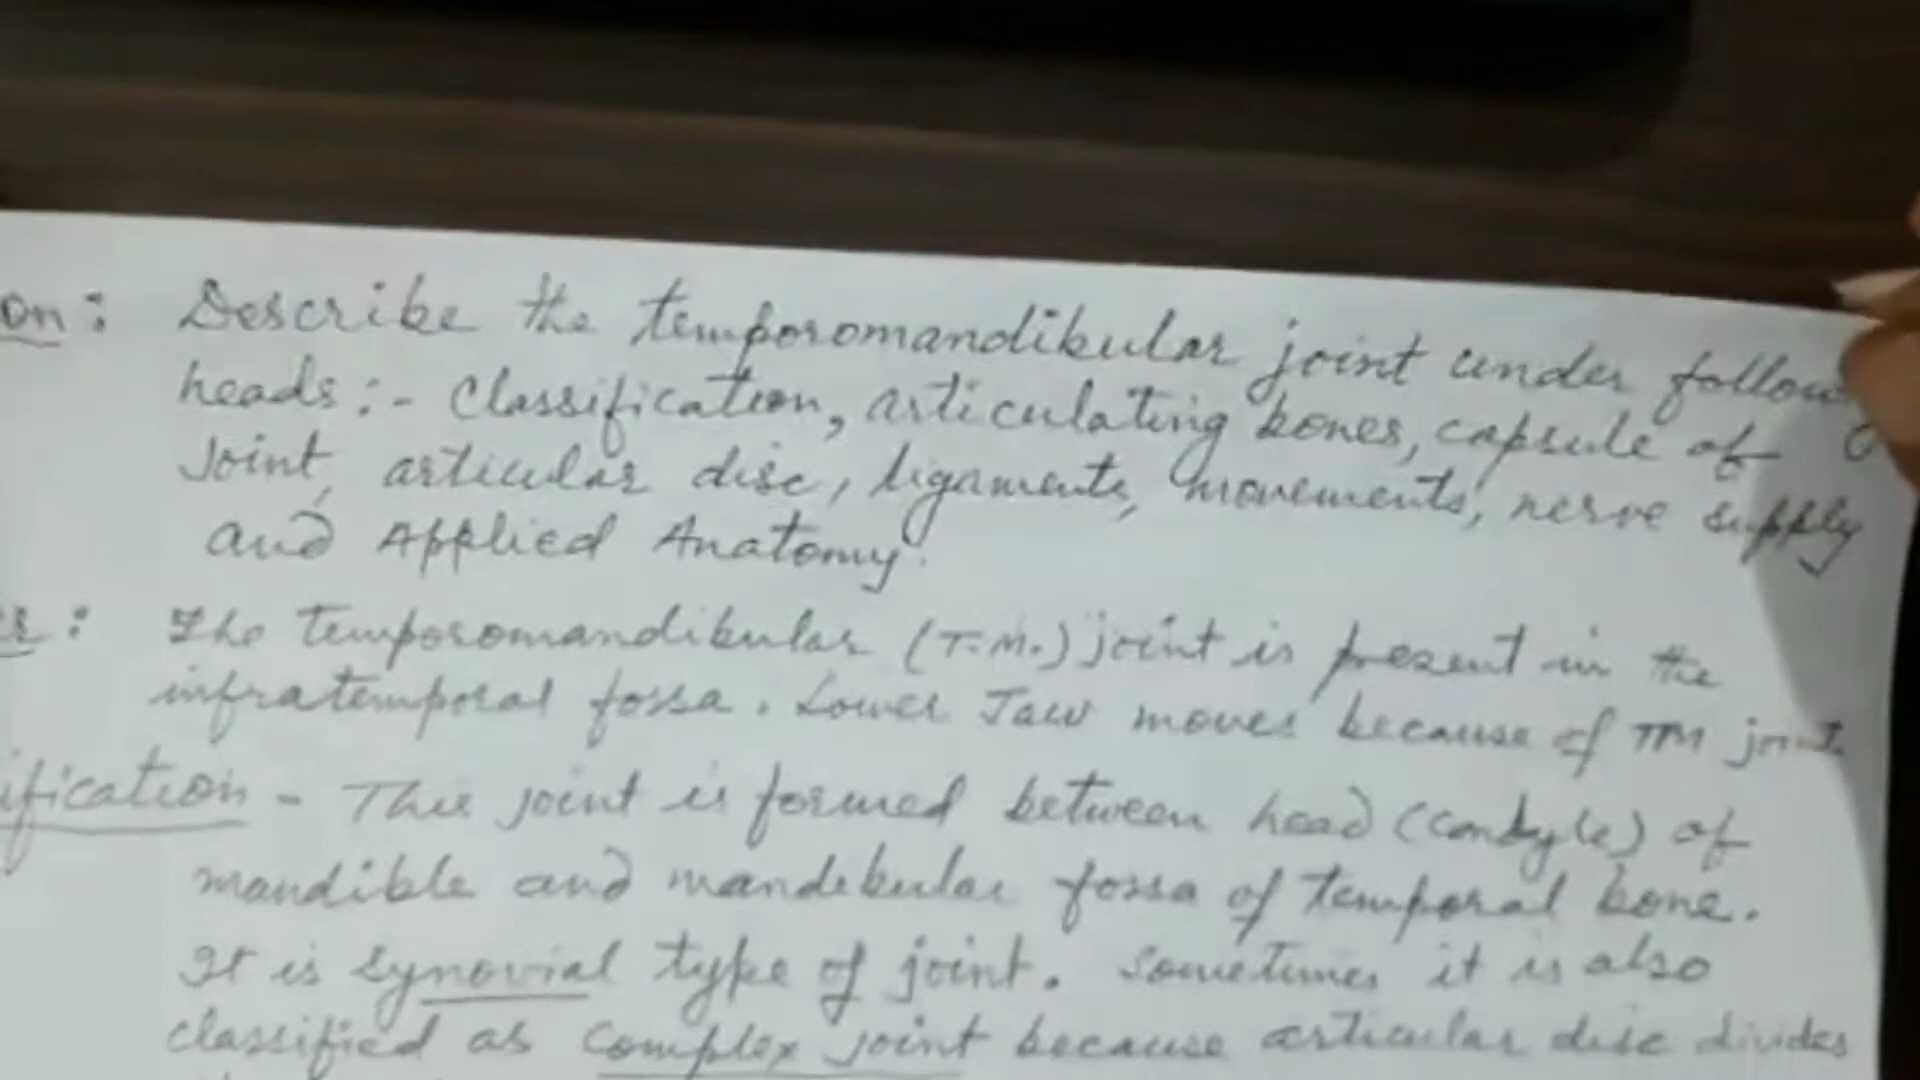 on: Describe the temporomandibular joint under follow
heads:- Classification, articulating bones, capsule of
Joint, articular disc, ligaments, movements, nerve supply
and Applied Anatomy.
er: The temporomandibular (T.M.) joint is present in the
infratemporal fossa. Lower Jaw moves because of TM joint.
ification - This joint is formed between head (condyle) of
mandible and mandibular fossa of temporal bone.
It is synovial type of joint. Sometimes it is also
classified as complex joint because articular disc divides